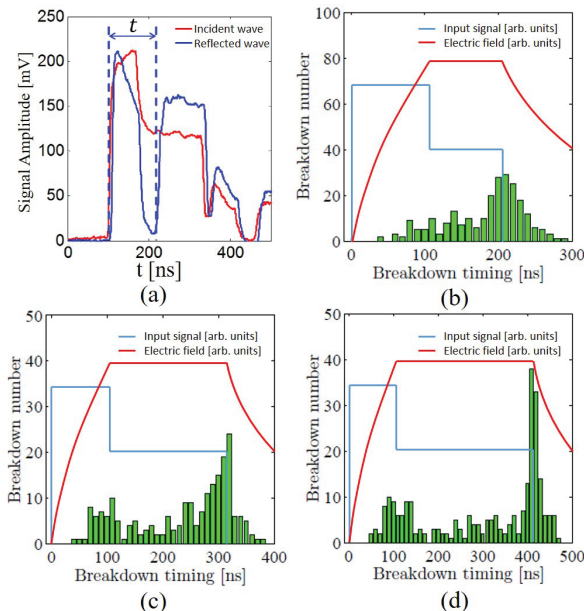 t
Incident wave
Reflected wave
Signal Amplitude [mV]
250
200
150
100
50
0
0
200
400
t [ns]
(a)
Input signal [arb. units]
Electric field [arb. units]
Breakdown number
100
80
60
40
20
0
0
100
200
300
Breakdown timing [ns]
(b)
Input signal [arb. units]
Electric field [arb. units]
Breakdown number
50
40
30
20
10
0
0
100
200
300
400
Breakdown timing [ns]
(c)
Input signal [arb. units]
Electric field [arb. units]
Breakdown number
50
40
30
20
10
0
0
100
200
300
400
500
Breakdown timing [ns]
(d)